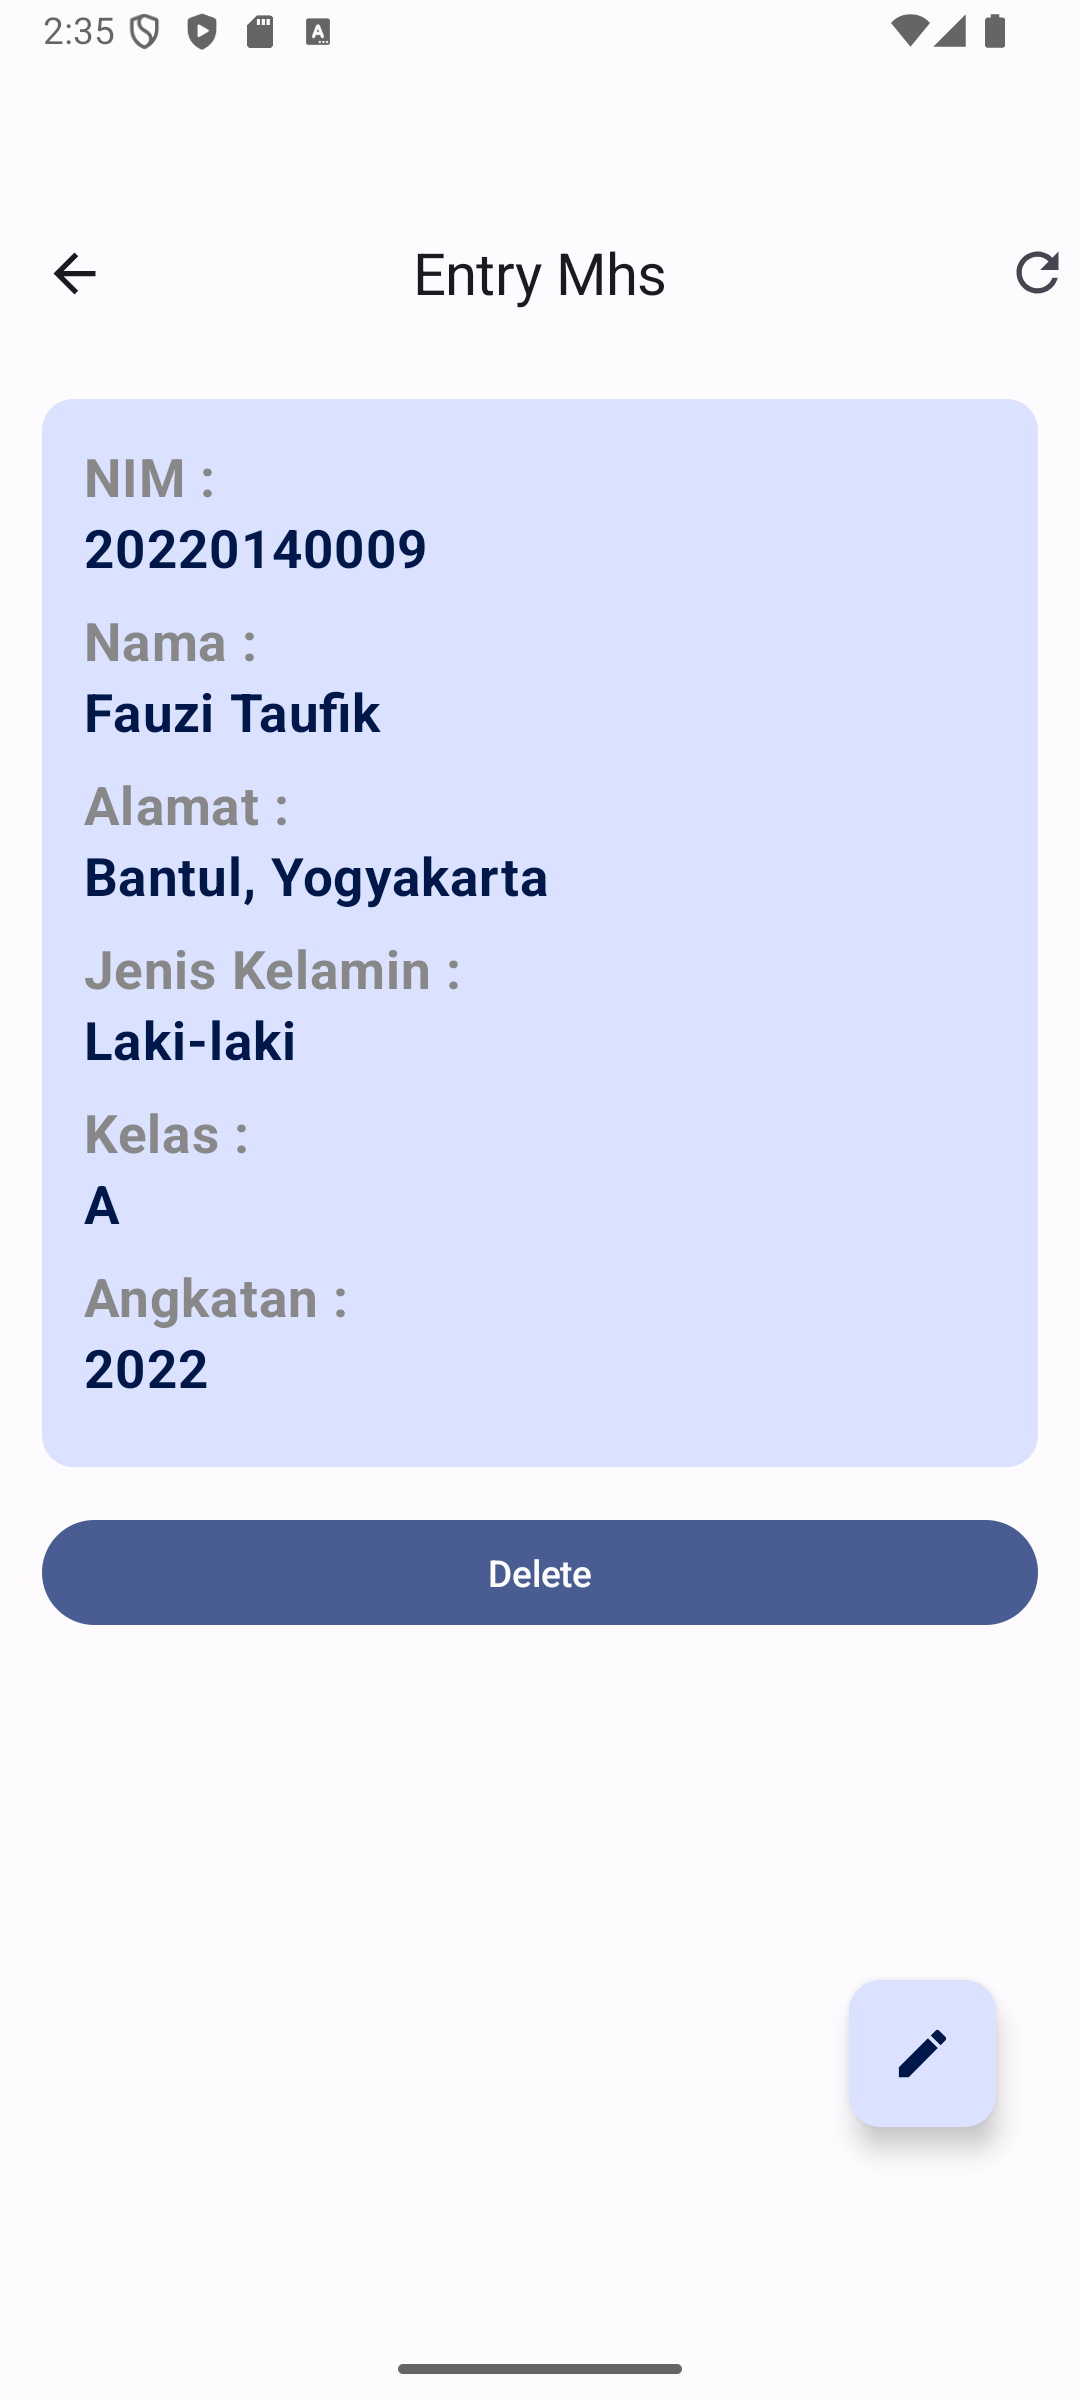 2:35
Entry Mhs
NIM :
20220140009
Nama :
Fauzi Taufik
Alamat :
Bantul, Yogyakarta
Jenis Kelamin :
Laki-laki
Kelas :
A
Angkatan :
2022
Delete